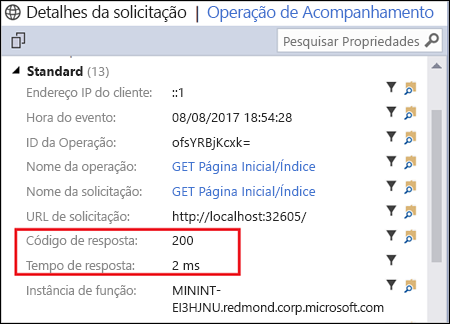 Detalhes da solicitação | Operação de Acompanhamento
Pesquisar Propriedades
Standard (13)
Endereço IP do cliente: ::1
Hora do evento: 08/08/2017 18:54:28
ID da Operação: ofsYRBjKcxk=
Nome da operação: GET Página Inicial/Índice
Nome da solicitação: GET Página Inicial/Índice
URL de solicitação: http://localhost:32605/
Código de resposta: 200
Tempo de resposta: 2 ms
Instância de função: MININT-
EI3HJNU.redmond.corp.microsoft.com